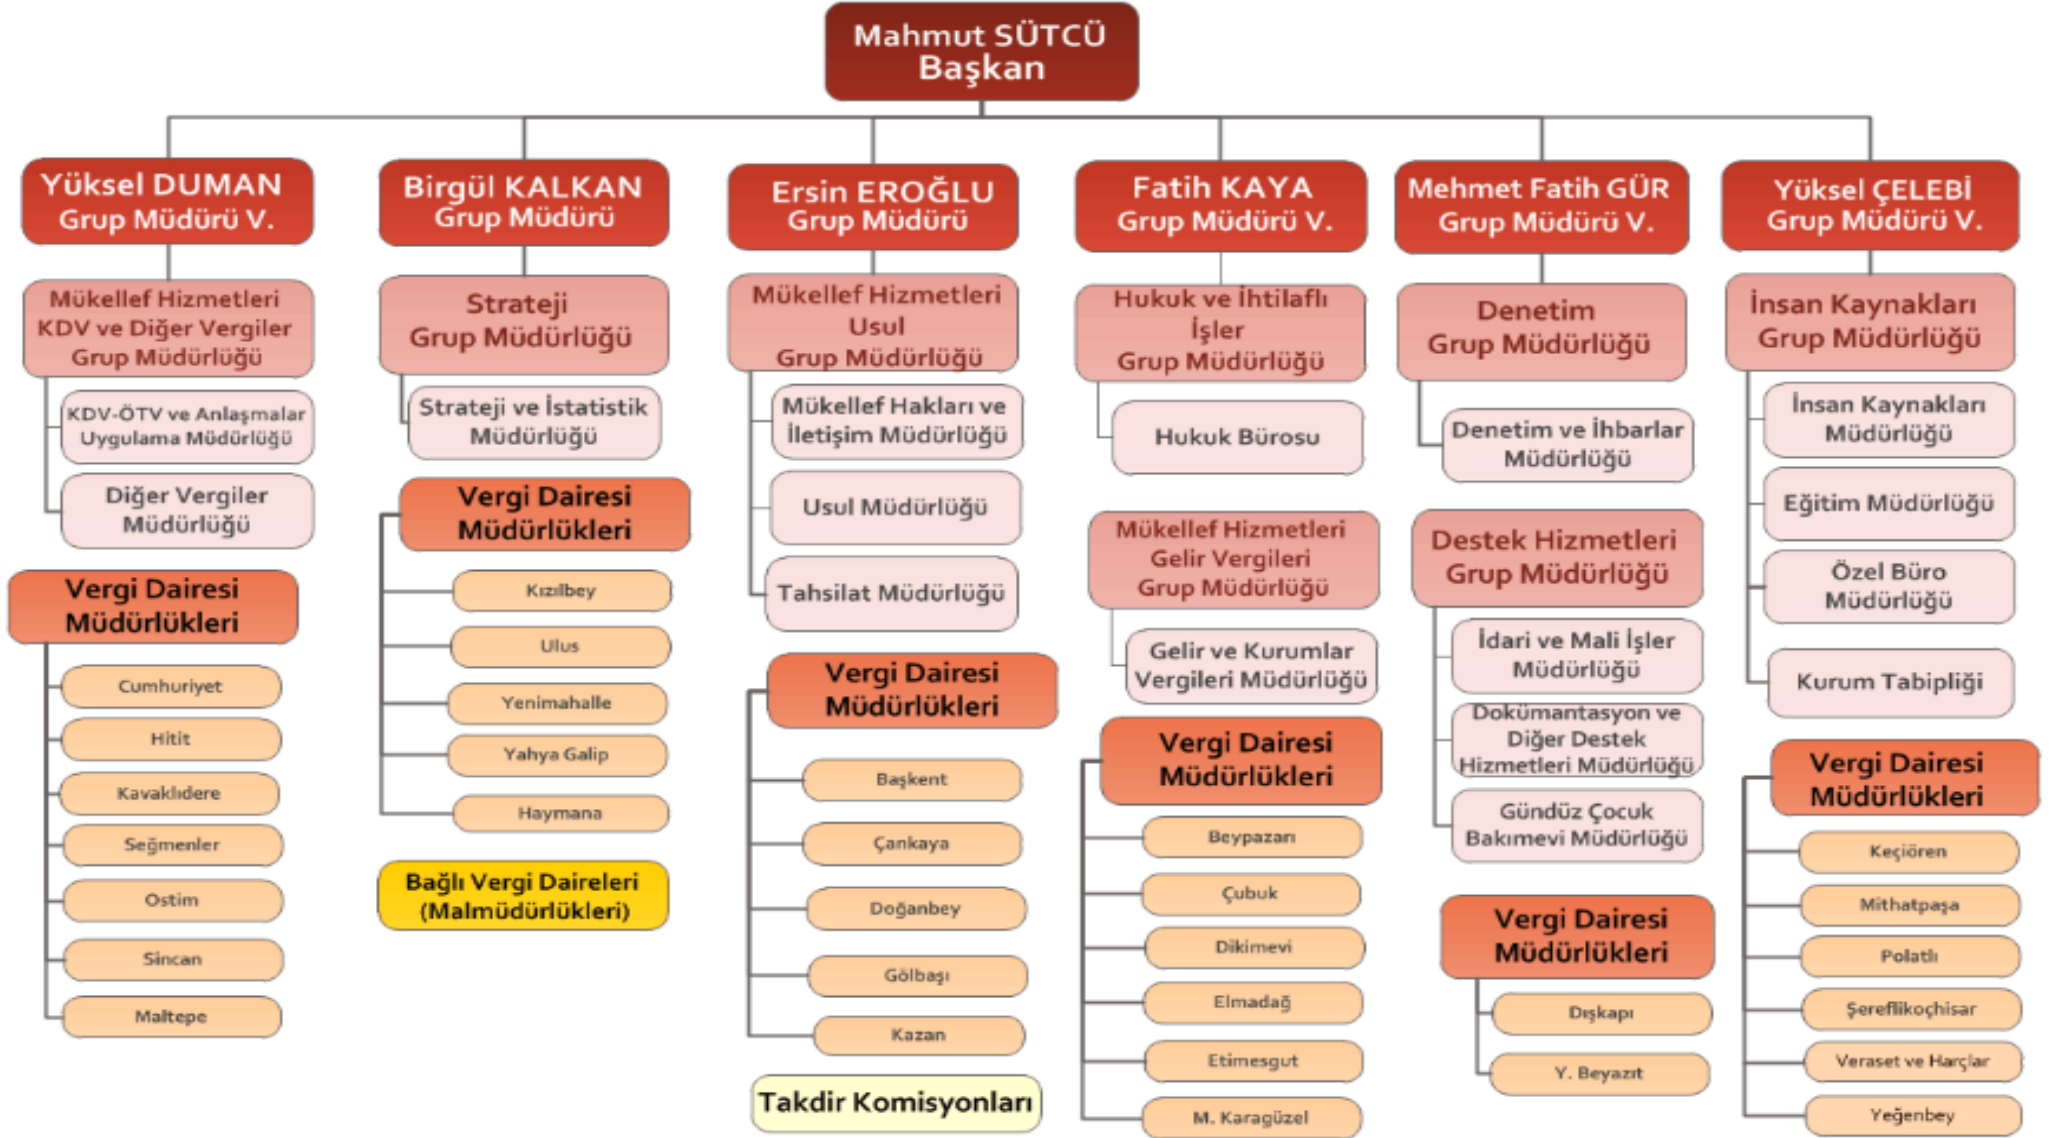 Mahmut SÜTCÜ
Başkan
Yüksel DUMAN
Grup Müdürü V.
Mükellef Hizmetleri
KDV ve Diğer Vergiler
Grup Müdürlüğü
KDV-ÖTV ve Anlaşmalar
Uygulama Müdürlüğü
Diğer Vergiler
Müdürlüğü
Vergi Dairesi
Müdürlükleri
Cumhuriyet
Hitit
Kavaklıdere
Seğmenler
Ostim
Sincan
Maltepe
Birgül KALKAN
Grup Müdürü
Strateji
Grup Müdürlüğü
Strateji ve İstatistik
Müdürlüğü
Vergi Dairesi
Müdürlükleri
Kızılbey
Ulus
Yenimahalle
Yahya Galip
Haymana
Bağlı Vergi Daireleri
(Malmüdürlükleri)
Ersin EROĞLU
Grup Müdürü
Mükellef Hizmetleri
Usul
Grup Müdürlüğü
Mükellef Hakları ve
İletişim Müdürlüğü
Usul Müdürlüğü
Tahsilat Müdürlüğü
Vergi Dairesi
Müdürlükleri
Başkent
Çankaya
Doğanbey
Gölbaşı
Kazan
Takdir Komisyonları
Fatih KAYA
Grup Müdürü V.
Hukuk ve İhtilaflı
İşler
Grup Müdürlüğü
Hukuk Bürosu
Mükellef Hizmetleri
Gelir Vergileri
Grup Müdürlüğü
Gelir ve Kurumlar
Vergileri Müdürlüğü
Vergi Dairesi
Müdürlükleri
Beypazarı
Çubuk
Dikimevi
Elmadağ
Etimesgut
M. Karagüzel
Mehmet Fatih GÜR
Grup Müdürü V.
Denetim
Grup Müdürlüğü
Denetim ve İhbarlar
Müdürlüğü
Destek Hizmetleri
Grup Müdürlüğü
İdari ve Mali İşler
Müdürlüğü
Dokümantasyon ve
Diğer Destek
Hizmetleri Müdürlüğü
Gündüz Çocuk
Bakımevi Müdürlüğü
Vergi Dairesi
Müdürlükleri
Dışkapı
Y. Beyazıt
Yüksel ÇELEBİ
Grup Müdürü V.
İnsan Kaynakları
Grup Müdürlüğü
İnsan Kaynakları
Müdürlüğü
Eğitim Müdürlüğü
Özel Büro
Müdürlüğü
Kurum Tabipliği
Vergi Dairesi
Müdürlükleri
Keçiören
Mithatpaşa
Polatlı
Şereflikoçhisar
Veraset ve Harçlar
Yeğenbey